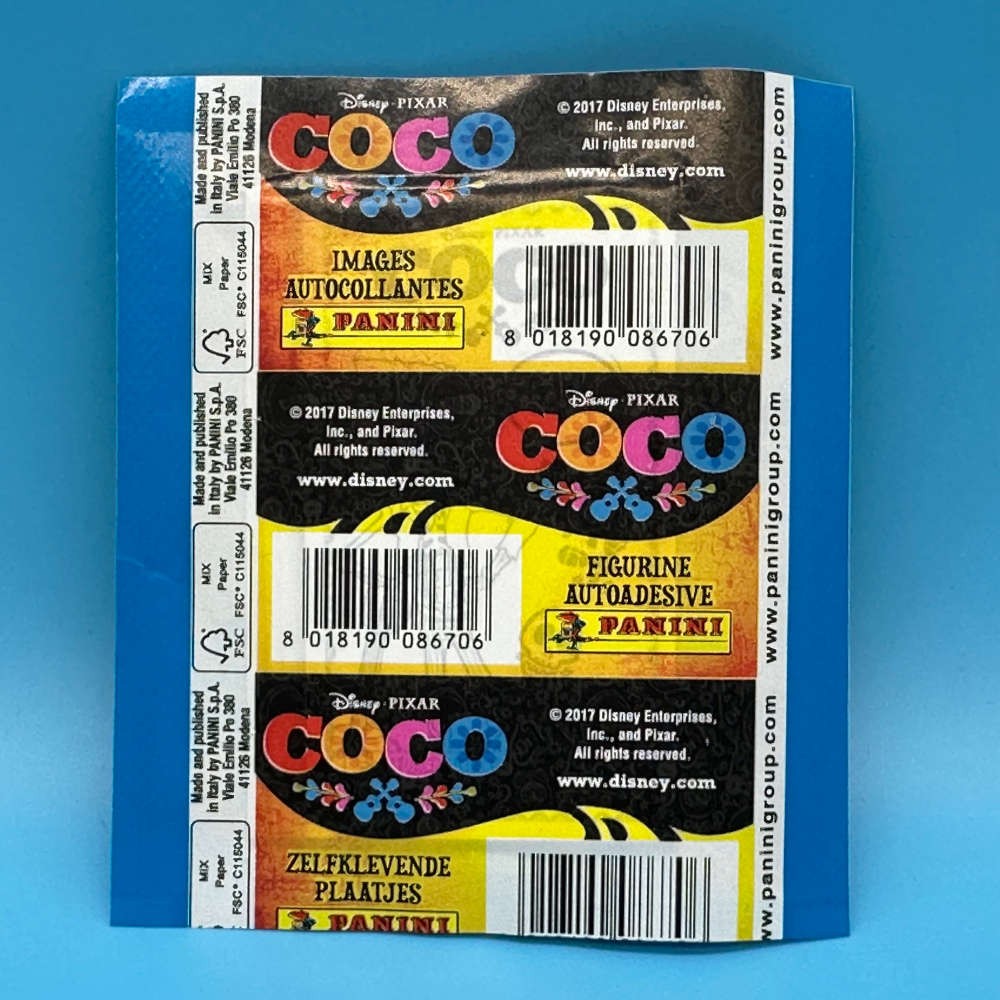 Made and published
in Italy by PANINI S.p.A.
Viale Emilio Po 380
41126 Modena
MIX
Paper
FSC® C115044
FSC
Disney · PIXAR
COCO
© 2017 Disney Enterprises,
Inc., and Pixar.
All rights reserved.
www.disney.com
IMAGES
AUTOCOLLANTES
PANINI
8 018190 086706
www.paninigroup.com
Made and published
in Italy by PANINI S.p.A.
Viale Emilio Po 380
41126 Modena
MIX
Paper
FSC® C115044
FSC
© 2017 Disney Enterprises,
Inc., and Pixar.
All rights reserved.
www.disney.com
Disney · PIXAR
COCO
8 018190 086706
FIGURINE
AUTOADESIVE
PANINI
www.paninigroup.com
Made and published
in Italy by PANINI S.p.A.
Viale Emilio Po 380
41126 Modena
MIX
Paper
FSC® C115044
Disney · PIXAR
COCO
© 2017 Disney Enterprises,
Inc., and Pixar.
All rights reserved.
www.disney.com
ZELFKLEVENDE
PLAATJES
PANINI
w.paninigroup.com